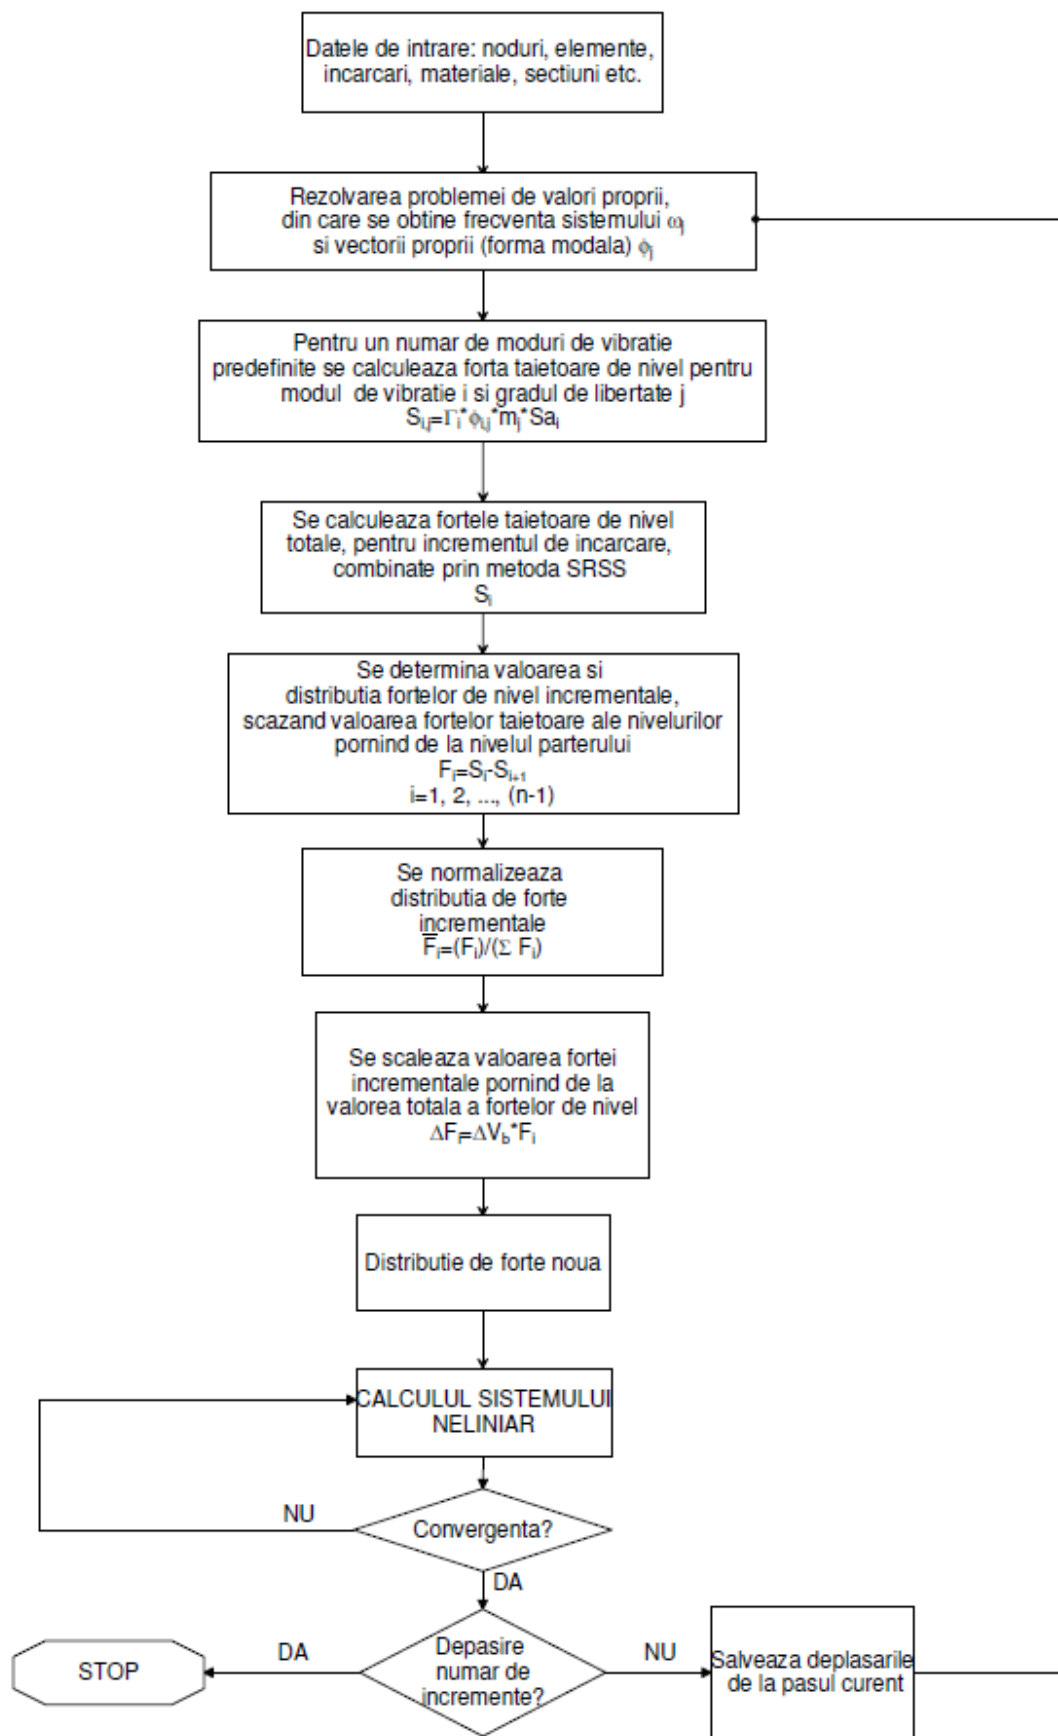 Datele de intrare: noduri, elemente,
incarcari, materiale, sectiuni etc.
Rezolvarea problemei de valori proprii,
din care se obtine frecventa sistemului ωj
si vectorii proprii (forma modala) ϕj
Pentru un numar de moduri de vibratie
predefinite se calculeaza forta taietoare de nivel pentru
modul de vibratie i si gradul de libertate j
Si,j=Γi*ϕi,j*mj*Sai
Se calculeaza fortele taietoare de nivel
totale, pentru incrementul de incarcare,
combinate prin metoda SRSS
Si
Se determina valoarea si
distributia fortelor de nivel incrementale,
scazand valoarea fortelor taietoare ale nivelurilor
pornind de la nivelul parterului
Fi=Si-Si+1
i=1, 2, ..., (n-1)
Se normalizeaza
distributia de forte
incrementale
F̅i=(Fi)/(Σ Fi)
Se scaleaza valoarea fortei
incrementale pornind de la
valorea totala a fortelor de nivel
ΔFi=ΔVb*Fi
Distributie de forte noua
CALCULUL SISTEMULUI
NELINIAR
NU
Convergenta?
DA
STOP
DA
Depasire
numar de
incremente?
NU
Salveaza deplasarile
de la pasul curent